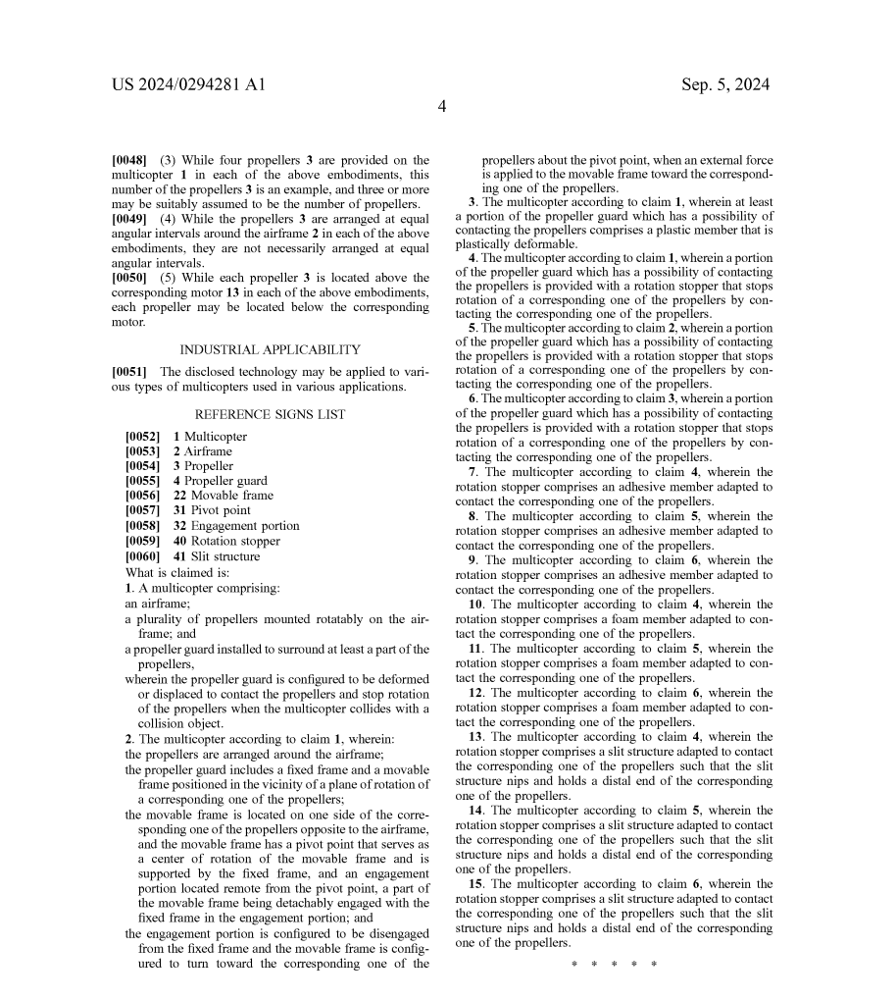 US 2024/0294281 A1
Sep. 5, 2024
4
[0048] (3) While four propellers 3 are provided on the
multicopter 1 in each of the above embodiments, this
number of the propellers 3 is an example, and three or more
may be suitably assumed to be the number of propellers.
[0049] (4) While the propellers 3 are arranged at equal
angular intervals around the airframe 2 in each of the above
embodiments, they are not necessarily arranged at equal
angular intervals.
[0050] (5) While each propeller 3 is located above the
corresponding motor 13 in each of the above embodiments,
each propeller may be located below the corresponding
motor.
INDUSTRIAL APPLICABILITY
[0051] The disclosed technology may be applied to vari-
ous types of multicopters used in various applications.
REFERENCE SIGNS LIST
[0052] 1 Multicopter
[0053] 2 Airframe
[0054] 3 Propeller
[0055] 4 Propeller guard
[0056] 22 Movable frame
[0057] 31 Pivot point
[0058] 32 Engagement portion
[0059] 40 Rotation stopper
[0060] 41 Slit structure
What is claimed is:
1. A multicopter comprising:
an airframe;
a plurality of propellers mounted rotatably on the air-
frame; and
a propeller guard installed to surround at least a part of the
propellers,
wherein the propeller guard is configured to be deformed
or displaced to contact the propellers and stop rotation
of the propellers when the multicopter collides with a
collision object.
2. The multicopter according to claim 1, wherein:
the propellers are arranged around the airframe;
the propeller guard includes a fixed frame and a movable
frame positioned in the vicinity of a plane of rotation of
a corresponding one of the propellers;
the movable frame is located on one side of the corre-
sponding one of the propellers opposite to the airframe,
and the movable frame has a pivot point that serves as
a center of rotation of the movable frame and is
supported by the fixed frame, and an engagement
portion located remote from the pivot point, a part of
the movable frame being detachably engaged with the
fixed frame in the engagement portion; and
the engagement portion is configured to be disengaged
from the fixed frame and the movable frame is config-
ured to turn toward the corresponding one of the
propellers about the pivot point, when an external force
is applied to the movable frame toward the correspond-
ing one of the propellers.
3. The multicopter according to claim 1, wherein at least
a portion of the propeller guard which has a possibility of
contacting the propellers comprises a plastic member that is
plastically deformable.
4. The multicopter according to claim 1, wherein a portion
of the propeller guard which has a possibility of contacting
the propellers is provided with a rotation stopper that stops
rotation of a corresponding one of the propellers by con-
tacting the corresponding one of the propellers.
5. The multicopter according to claim 2, wherein a portion
of the propeller guard which has a possibility of contacting
the propellers is provided with a rotation stopper that stops
rotation of a corresponding one of the propellers by con-
tacting the corresponding one of the propellers.
6. The multicopter according to claim 3, wherein a portion
of the propeller guard which has a possibility of contacting
the propellers is provided with a rotation stopper that stops
rotation of a corresponding one of the propellers by con-
tacting the corresponding one of the propellers.
7. The multicopter according to claim 4, wherein the
rotation stopper comprises an adhesive member adapted to
contact the corresponding one of the propellers.
8. The multicopter according to claim 5, wherein the
rotation stopper comprises an adhesive member adapted to
contact the corresponding one of the propellers.
9. The multicopter according to claim 6, wherein the
rotation stopper comprises an adhesive member adapted to
contact the corresponding one of the propellers.
10. The multicopter according to claim 4, wherein the
rotation stopper comprises a foam member adapted to con-
tact the corresponding one of the propellers.
11. The multicopter according to claim 5, wherein the
rotation stopper comprises a foam member adapted to con-
tact the corresponding one of the propellers.
12. The multicopter according to claim 6, wherein the
rotation stopper comprises a foam member adapted to con-
tact the corresponding one of the propellers.
13. The multicopter according to claim 4, wherein the
rotation stopper comprises a slit structure adapted to contact
the corresponding one of the propellers such that the slit
structure nips and holds a distal end of the corresponding
one of the propellers.
14. The multicopter according to claim 5, wherein the
rotation stopper comprises a slit structure adapted to contact
the corresponding one of the propellers such that the slit
structure nips and holds a distal end of the corresponding
one of the propellers.
15. The multicopter according to claim 6, wherein the
rotation stopper comprises a slit structure adapted to contact
the corresponding one of the propellers such that the slit
structure nips and holds a distal end of the corresponding
one of the propellers.
* * * * *